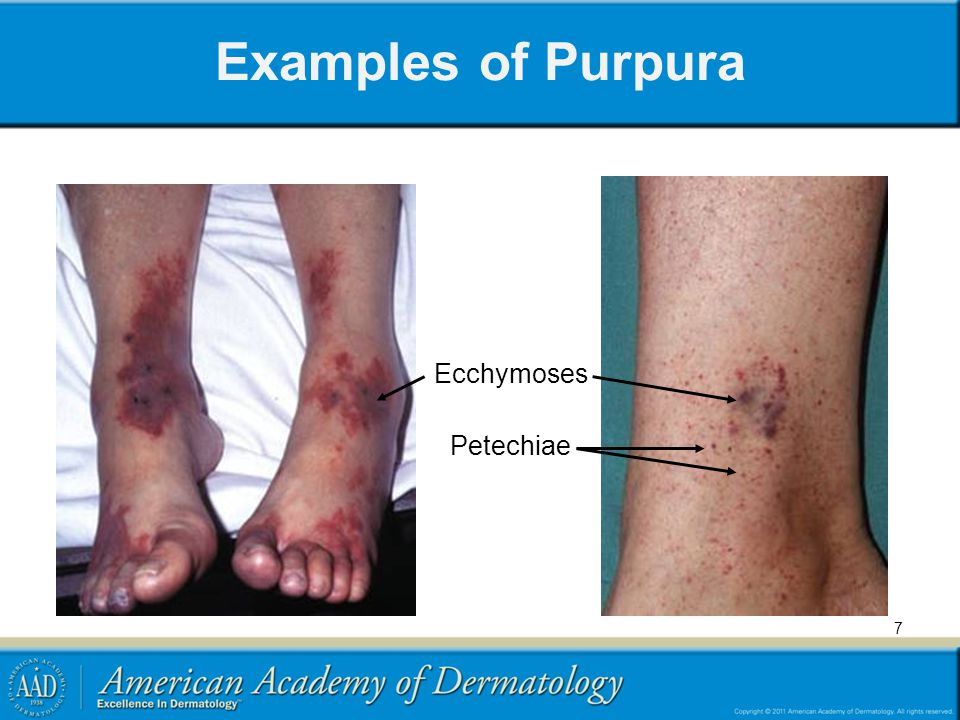 Examples of Purpura
Ecchymoses
Petechiae
7
AMERICAN ACADEMY OF DERMATOLOGY
AAD
1938
American Academy of Dermatology
Excellence in Dermatology™
Copyright © 2011 American Academy of Dermatology. All rights reserved.